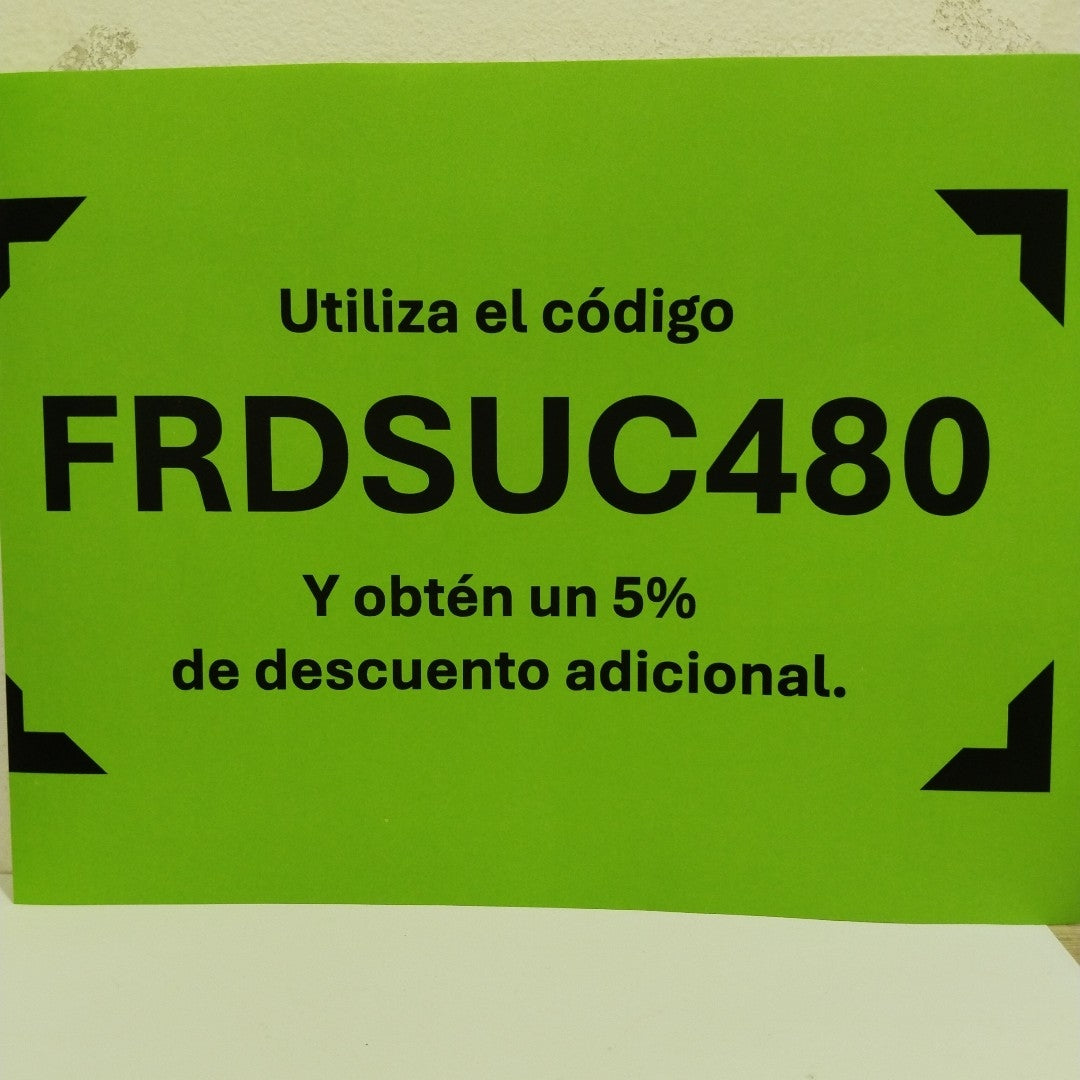 Utiliza el código
FRDSUC480
Y obtén un 5%
de descuento adicional.